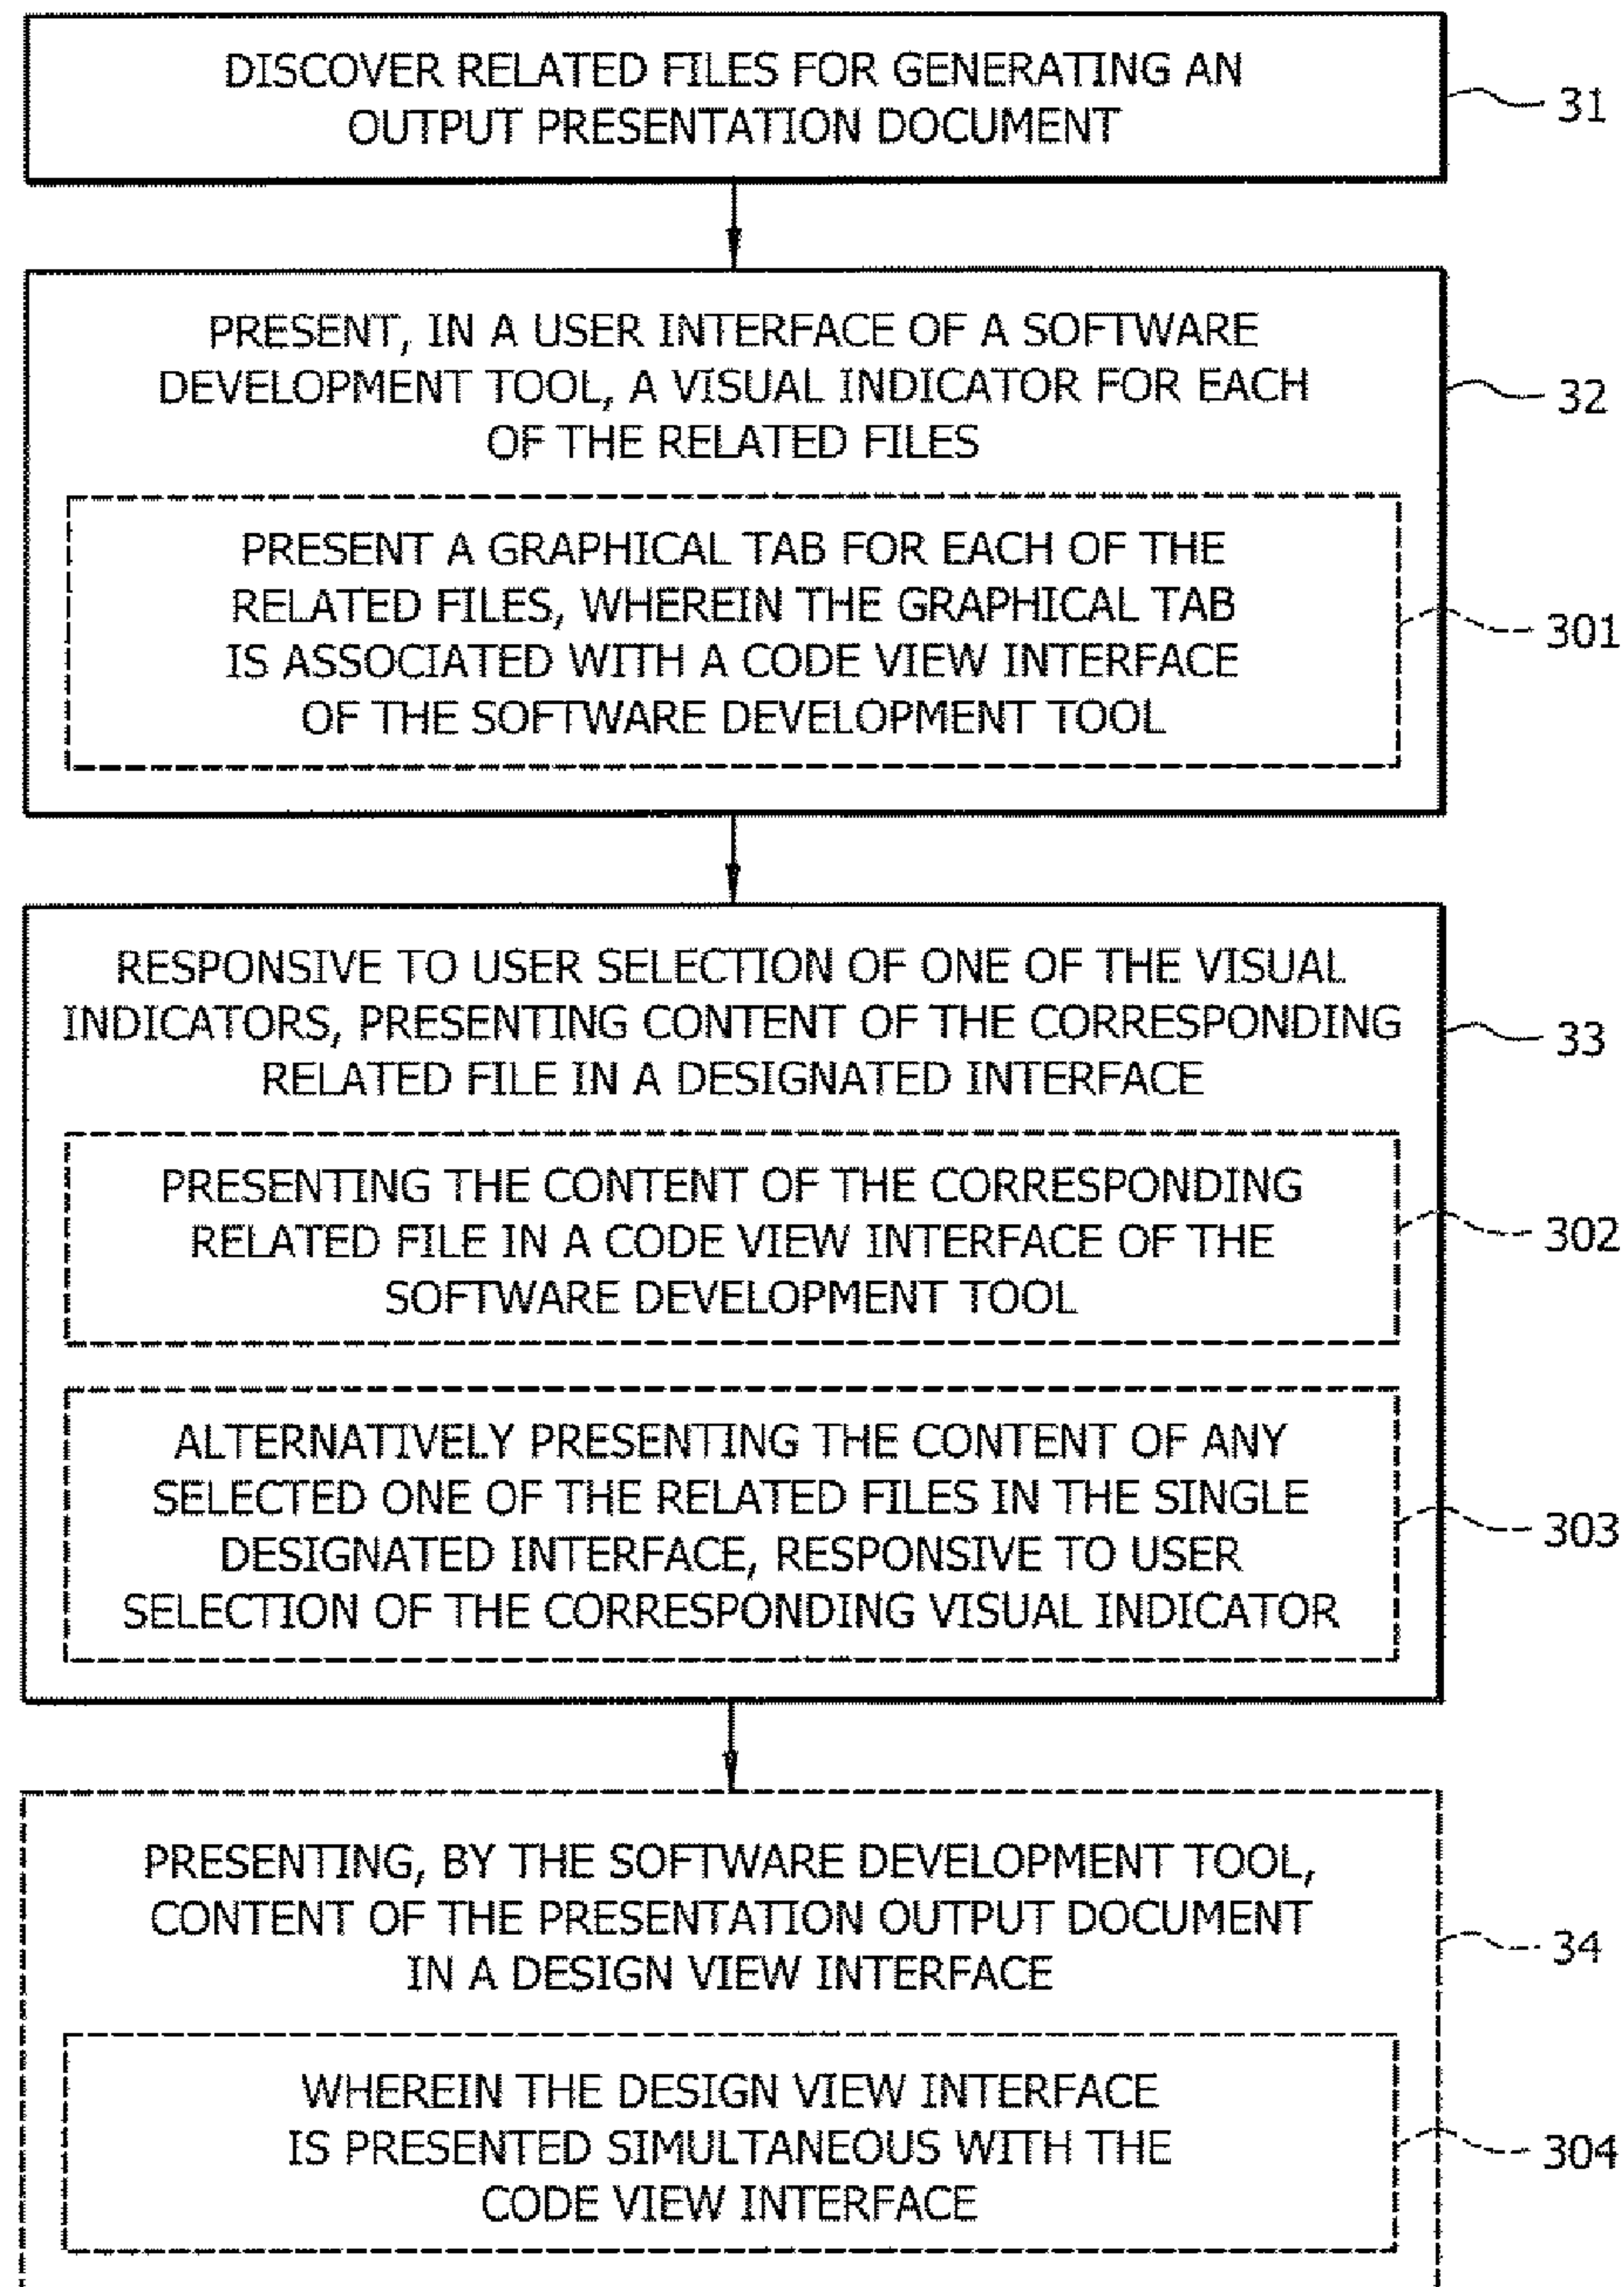 DISCOVER RELATED FILES FOR GENERATING AN
OUTPUT PRESENTATION DOCUMENT
31
PRESENT, IN A USER INTERFACE OF A SOFTWARE
DEVELOPMENT TOOL, A VISUAL INDICATOR FOR EACH
OF THE RELATED FILES
32
PRESENT A GRAPHICAL TAB FOR EACH OF THE
RELATED FILES, WHEREIN THE GRAPHICAL TAB
IS ASSOCIATED WITH A CODE VIEW INTERFACE
OF THE SOFTWARE DEVELOPMENT TOOL
301
RESPONSIVE TO USER SELECTION OF ONE OF THE VISUAL
INDICATORS, PRESENTING CONTENT OF THE CORRESPONDING
RELATED FILE IN A DESIGNATED INTERFACE
33
PRESENTING THE CONTENT OF THE CORRESPONDING
RELATED FILE IN A CODE VIEW INTERFACE OF THE
SOFTWARE DEVELOPMENT TOOL
302
ALTERNATIVELY PRESENTING THE CONTENT OF ANY
SELECTED ONE OF THE RELATED FILES IN THE SINGLE
DESIGNATED INTERFACE, RESPONSIVE TO USER
SELECTION OF THE CORRESPONDING VISUAL INDICATOR
303
PRESENTING, BY THE SOFTWARE DEVELOPMENT TOOL,
CONTENT OF THE PRESENTATION OUTPUT DOCUMENT
IN A DESIGN VIEW INTERFACE
34
WHEREIN THE DESIGN VIEW INTERFACE
IS PRESENTED SIMULTANEOUS WITH THE
CODE VIEW INTERFACE
304